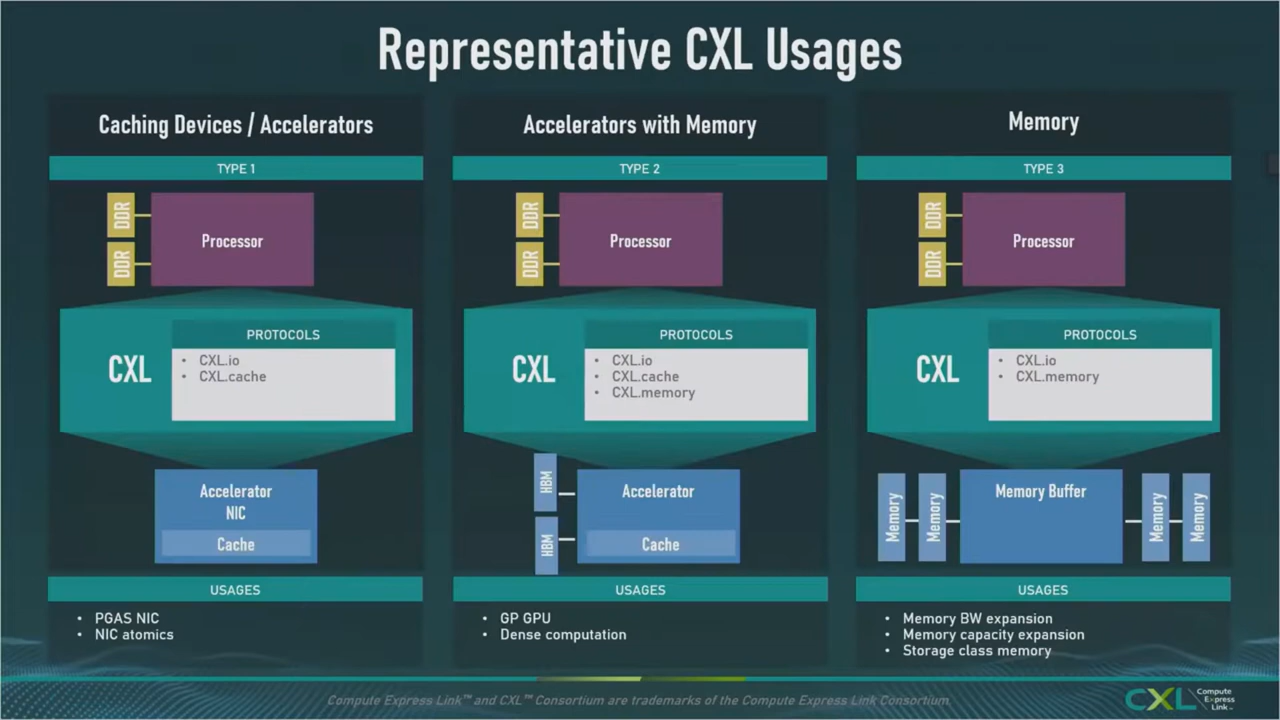 Representative CXL Usages
Caching Devices / Accelerators
TYPE 1
DDR
DDR
Processor
CXL
PROTOCOLS
• CXL.io
• CXL.cache
Accelerator
NIC
Cache
USAGES
• PGAS NIC
• NIC atomics
Accelerators with Memory
TYPE 2
DDR
DDR
Processor
CXL
PROTOCOLS
• CXL.io
• CXL.cache
• CXL.memory
HBM
HBM
Accelerator
Cache
USAGES
• GP GPU
• Dense computation
Memory
TYPE 3
DDR
DDR
Processor
CXL
PROTOCOLS
• CXL.io
• CXL.memory
Memory
Memory
Memory Buffer
Memory
Memory
USAGES
• Memory BW expansion
• Memory capacity expansion
• Storage class memory
Compute Express Link™ and CXL™ Consortium are trademarks of the Compute Express Link Consortium
CXL
Compute
Express
Link™